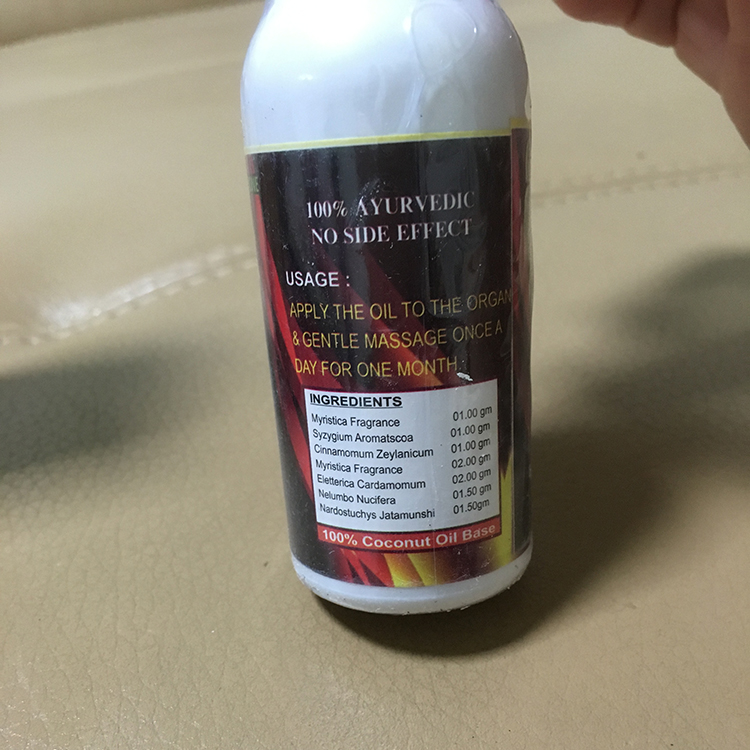 100% AYURVEDIC
NO SIDE EFFECT
USAGE :
APPLY THE OIL TO THE ORGAN
& GENTLE MASSAGE ONCE A
DAY FOR ONE MONTH.
INGREDIENTS
Myristica Fragrance 01.00 gm
Syzygium Aromatscoa 01.00 gm
Cinnamomum Zeylanicum 01.00 gm
Myristica Fragrance 02.00 gm
Eletterica Cardamomum 02.00 gm
Nelumbo Nucifera 01.50 gm
Nardostuchys Jatamunshi 01.50gm
100% Coconut Oil Base